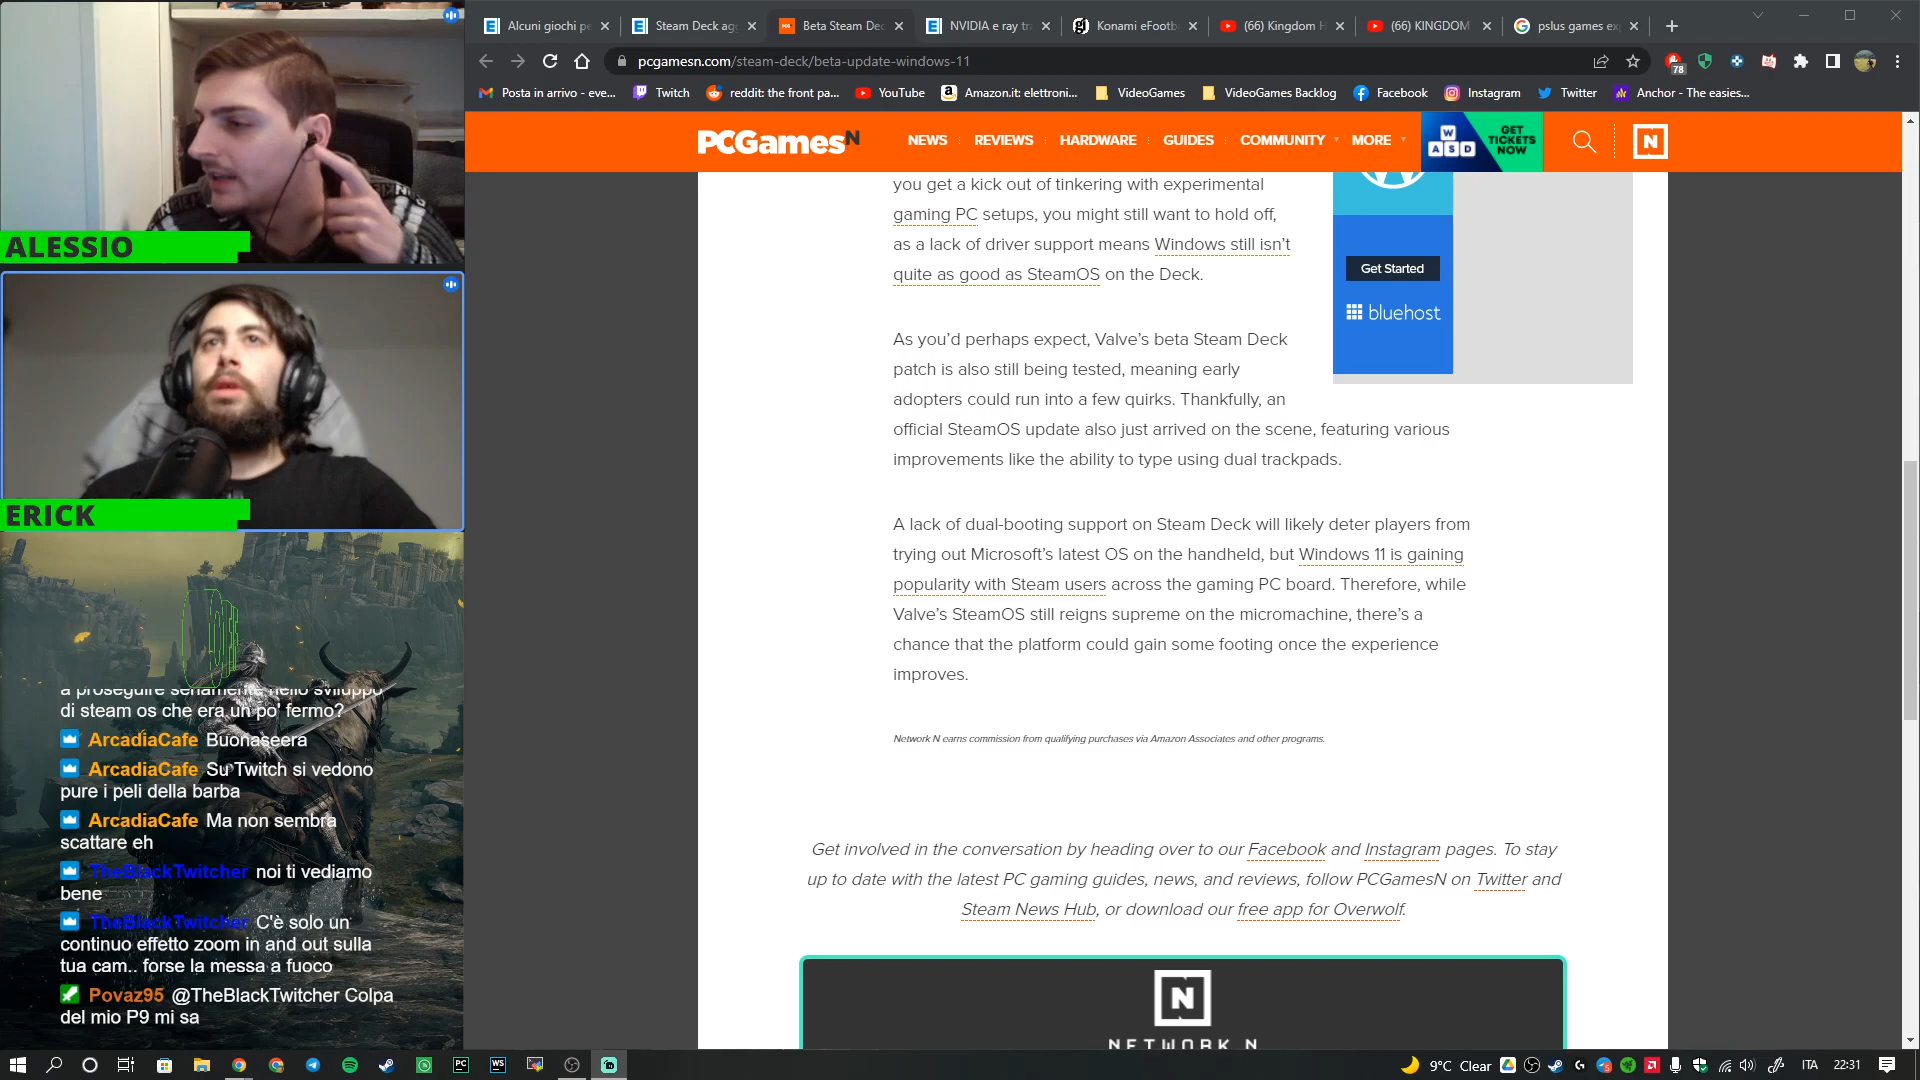 Alcuni giochi pe
Steam Deck agg
Beta Steam Dec
NVIDIA e ray tra
Konami eFootb
(66) Kingdom H
(66) KINGDOM
pslus games ex
pcgamesn.com/steam-deck/beta-update-windows-11
78
Posta in arrivo - eve...
Twitch
reddit: the front pa...
YouTube
Amazon.it: elettroni...
VideoGames
VideoGames Backlog
Facebook
Instagram
Twitter
Anchor - The easies...
PCGamesN
NEWS
REVIEWS
HARDWARE
GUIDES
COMMUNITY
MORE
W
A S D
GET
TICKETS
NOW
N
you get a kick out of tinkering with experimental
gaming PC setups, you might still want to hold off,
as a lack of driver support means Windows still isn’t
quite as good as SteamOS on the Deck.
As you’d perhaps expect, Valve’s beta Steam Deck
patch is also still being tested, meaning early
adopters could run into a few quirks. Thankfully, an
official SteamOS update also just arrived on the scene, featuring various
improvements like the ability to type using dual trackpads.
A lack of dual-booting support on Steam Deck will likely deter players from
trying out Microsoft’s latest OS on the handheld, but Windows 11 is gaining
popularity with Steam users across the gaming PC board. Therefore, while
Valve’s SteamOS still reigns supreme on the micromachine, there’s a
chance that the platform could gain some footing once the experience
improves.
Network N earns commission from qualifying purchases via Amazon Associates and other programs.
Get involved in the conversation by heading over to our Facebook and Instagram pages. To stay
up to date with the latest PC gaming guides, news, and reviews, follow PCGamesN on Twitter and
Steam News Hub, or download our free app for Overwolf.
N
NETWORK N
Get Started
bluehost
ALESSIO
ERICK
a proseguire seriamente nello sviluppo
di steam os che era un po' fermo?
ArcadiaCafe Buonaseera
ArcadiaCafe Su Twitch si vedono
pure i peli della barba
ArcadiaCafe Ma non sembra
scattare eh
TheBlackTwitcher noi ti vediamo
bene
TheBlackTwitcher C'è solo un
continuo effetto zoom in and out sulla
tua cam.. forse la messa a fuoco
Povaz95 @TheBlackTwitcher Colpa
del mio P9 mi sa
PC
WS
9°C Clear
ITA
22:31